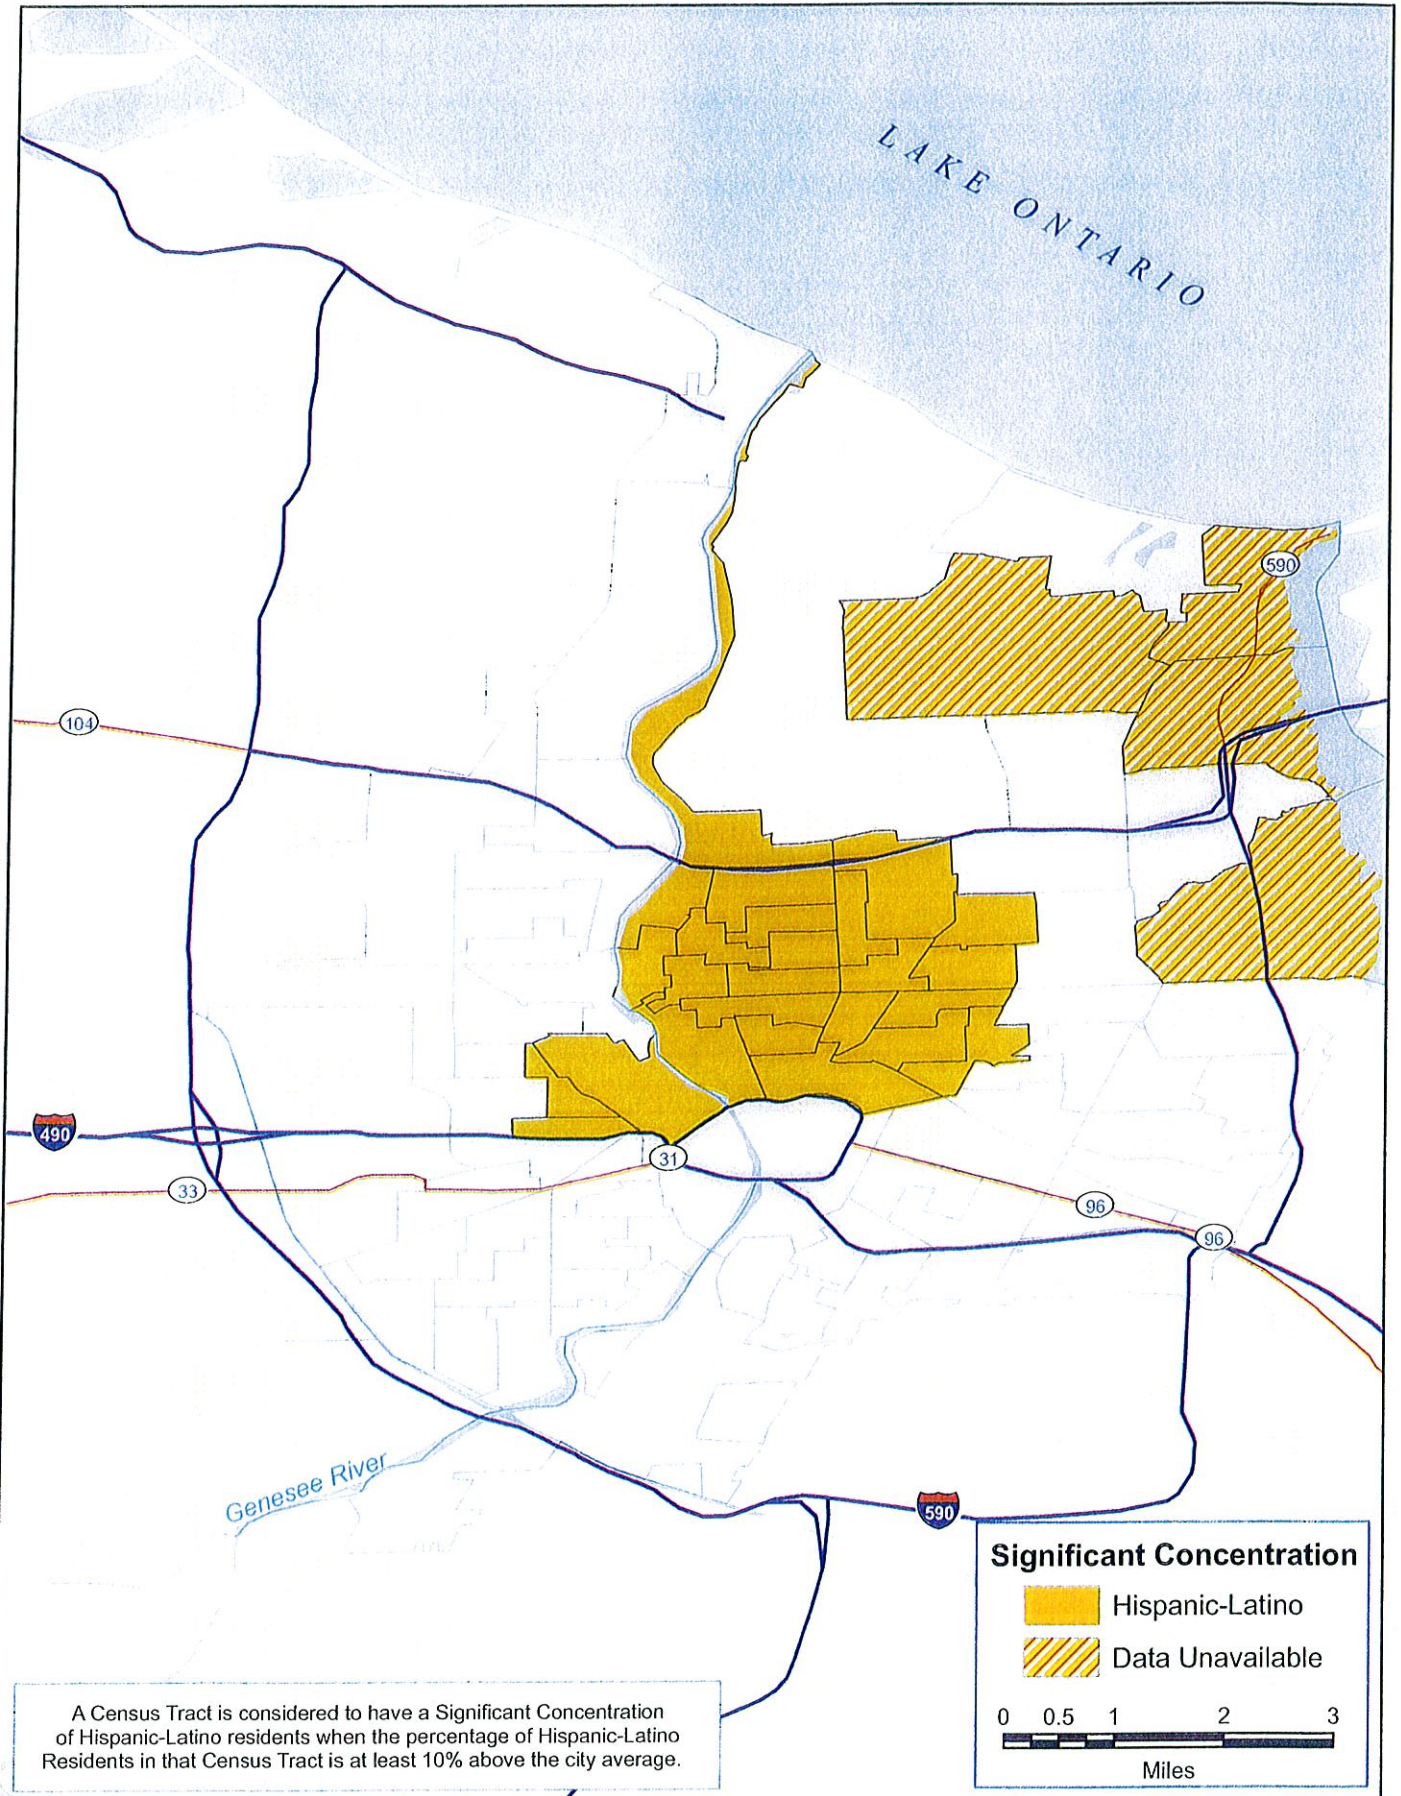 LAKE ONTARIO
590
104
490
31
33
96
96
Genesee River
590
Significant Concentration
Hispanic-Latino
Data Unavailable
0 0.5 1 2 3
Miles
A Census Tract is considered to have a Significant Concentration
of Hispanic-Latino residents when the percentage of Hispanic-Latino
Residents in that Census Tract is at least 10% above the city average.